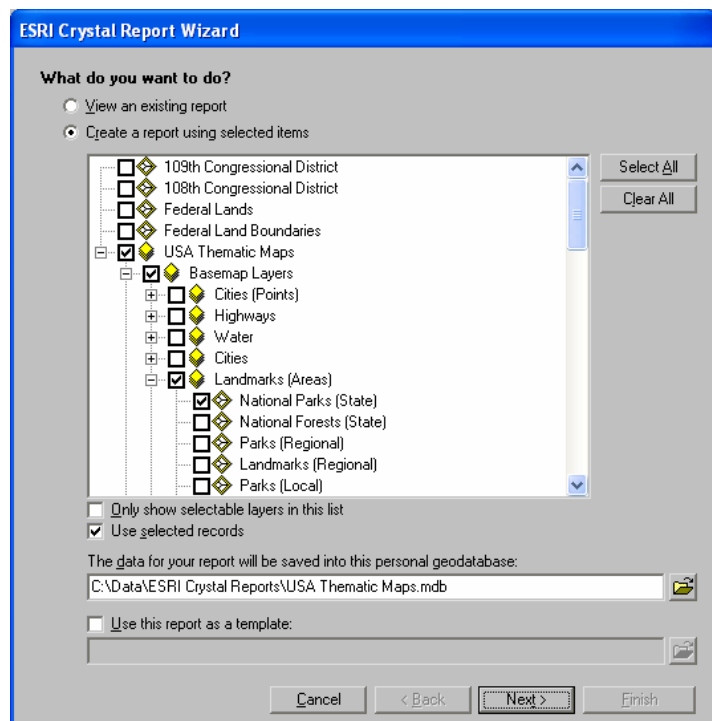 ESRI Crystal Report Wizard
What do you want to do?
View an existing report
Create a report using selected items
109th Congressional District
108th Congressional District
Federal Lands
Federal Land Boundaries
USA Thematic Maps
Basemap Layers
Cities (Points)
Highways
Water
Cities
Landmarks (Areas)
National Parks (State)
National Forests (State)
Parks (Regional)
Landmarks (Regional)
Parks (Local)
Select All
Clear All
Only show selectable layers in this list
Use selected records
The data for your report will be saved into this personal geodatabase:
C:\Data\ESRI Crystal Reports\USA Thematic Maps.mdb
Use this report as a template:
Cancel
< Back
Next >
Finish